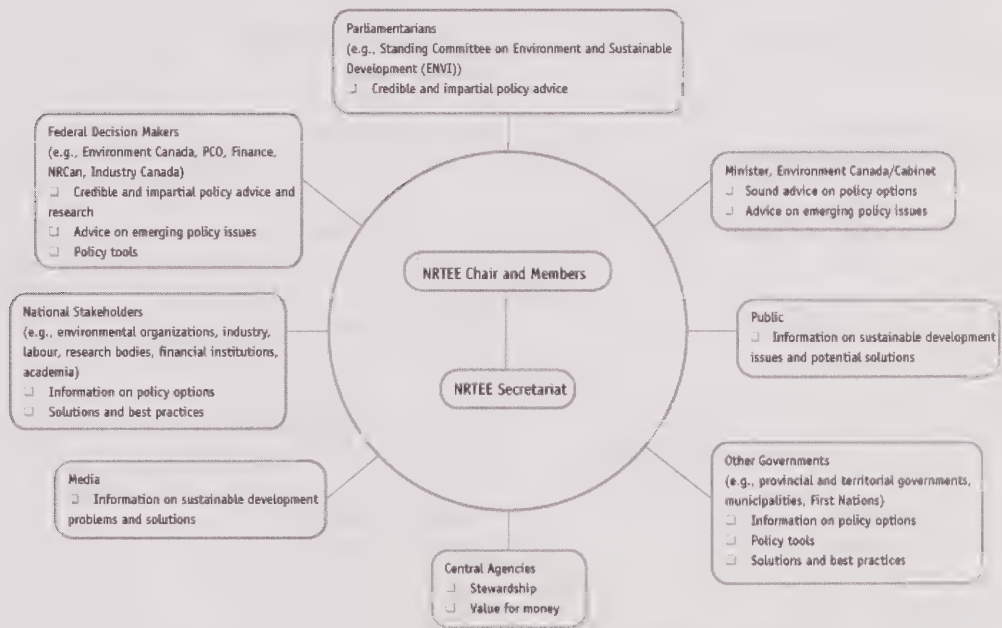 Parliamentarians
(e.g., Standing Committee on Environment and Sustainable
Development (ENVI))
Credible and impartial policy advice
Federal Decision Makers
(e.g., Environment Canada, PCO, Finance,
NRCan, Industry Canada)
Credible and impartial policy advice and
research
Advice on emerging policy issues
Policy tools
Minister, Environment Canada/Cabinet
Sound advice on policy options
Advice on emerging policy issues
NRTEE Chair and Members
National Stakeholders
(e.g., environmental organizations, industry,
labour, research bodies, financial institutions,
academia)
Information on policy options
Solutions and best practices
Public
Information on sustainable development
issues and potential solutions
NRTEE Secretariat
Media
Information on sustainable development
problems and solutions
Other Governments
(e.g., provincial and territorial governments,
municipalities, First Nations)
Information on policy options
Policy tools
Solutions and best practices
Central Agencies
Stewardship
Value for money